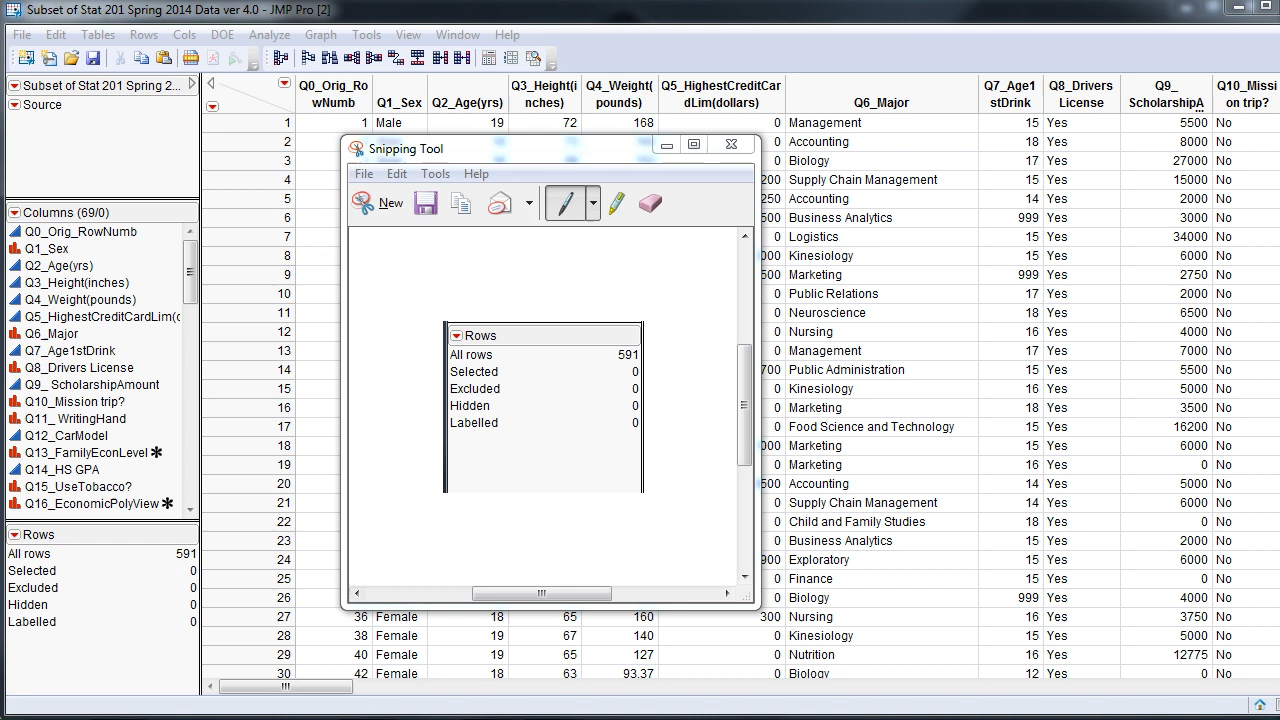 Subset of Stat 201 Spring 2014 Data ver 4.0 - JMP Pro [2]
File Edit Tables Rows Cols DOE Analyze Graph Tools View Window Help
Subset of Stat 201 Spring 2...
Source
Columns (69/0)
Q0_Orig_RowNumb
Q1_Sex
Q2_Age(yrs)
Q3_Height(inches)
Q4_Weight(pounds)
Q5_HighestCreditCardLim(c
Q6_Major
Q7_Age1stDrink
Q8_Drivers License
Q9_ ScholarshipAmount
Q10_Mission trip?
Q11_ WritingHand
Q12_CarModel
Q13_FamilyEconLevel *
Q14_HS GPA
Q15_UseTobacco?
Q16_EconomicPolyView *
Rows
All rows 591
Selected 0
Excluded 0
Hidden 0
Labelled 0
Q0_Orig_Ro Q3_Height(i Q4_Weight( Q5_HighestCreditCar Q7_Age1 Q8_Drivers Q9_ Q10_Missi
wNumb Q1_Sex Q2_Age(yrs) nches) pounds) dLim(dollars) Q6_Major stDrink License ScholarshipA... on trip?
1 1 Male 19 72 168 0 Management 15 Yes 5500 No
2 0 Accounting 18 Yes 8000 No
3 0 Biology 17 Yes 27000 No
4 200 Supply Chain Management 15 Yes 15000 No
5 250 Accounting 14 Yes 2000 No
6 500 Business Analytics 999 Yes 3000 No
7 0 Logistics 15 Yes 34000 No
8 000 Kinesiology 15 Yes 6000 No
9 500 Marketing 999 Yes 2750 No
10 0 Public Relations 17 Yes 2000 No
11 0 Neuroscience 18 Yes 6500 No
12 0 Nursing 16 Yes 4000 No
13 0 Management 17 Yes 7000 No
14 700 Public Administration 15 Yes 5500 No
15 0 Kinesiology 16 Yes 5000 No
16 0 Marketing 18 Yes 3500 No
17 0 Food Science and Technology 15 Yes 16200 No
18 000 Marketing 15 Yes 6000 No
19 0 Marketing 16 Yes 0 No
20 500 Accounting 14 Yes 5000 No
21 0 Supply Chain Management 14 Yes 6000 No
22 0 Child and Family Studies 18 Yes 0 No
23 0 Business Analytics 15 Yes 2000 No
24 900 Exploratory 15 Yes 6000 No
25 0 Finance 15 Yes 0 No
26 0 Biology 999 Yes 4000 No
27 36 Female 18 65 160 300 Nursing 16 Yes 3750 No
28 38 Female 19 67 140 0 Kinesiology 15 Yes 5000 No
29 40 Female 19 65 127 0 Nutrition 16 Yes 12775 No
30 42 Female 18 63 93.37 0 Biology 12 Yes 0 No
Snipping Tool
File Edit Tools Help
New
Rows
All rows 591
Selected 0
Excluded 0
Hidden 0
Labelled 0